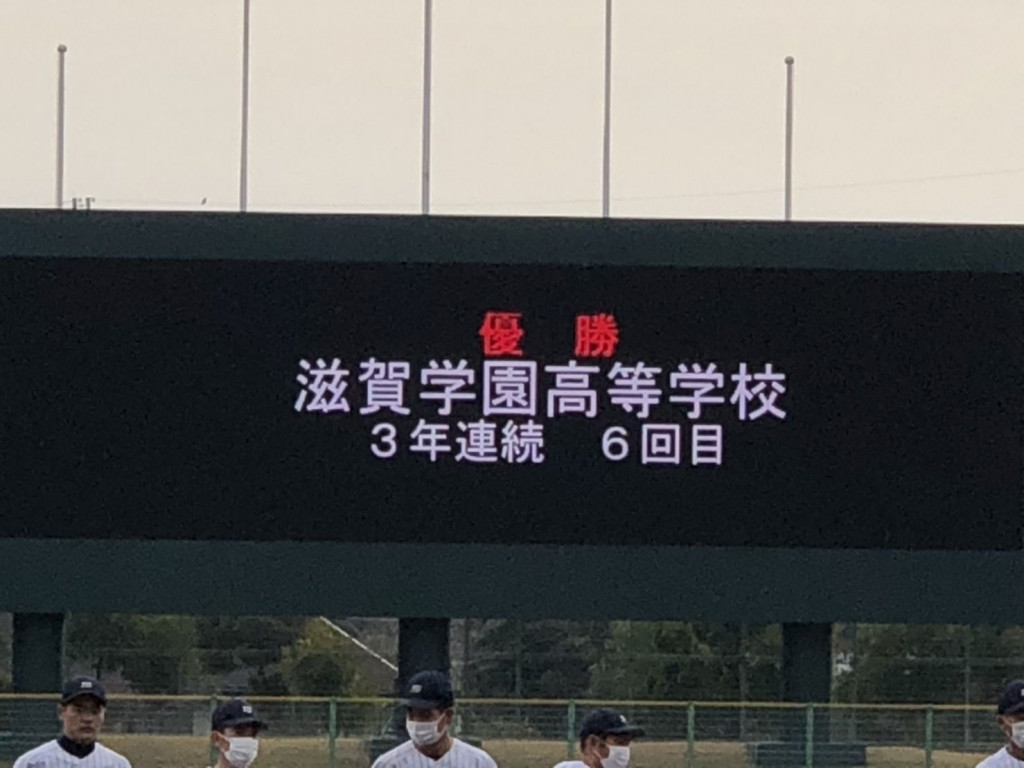 優　勝
滋賀学園高等学校
３年連続　６回目